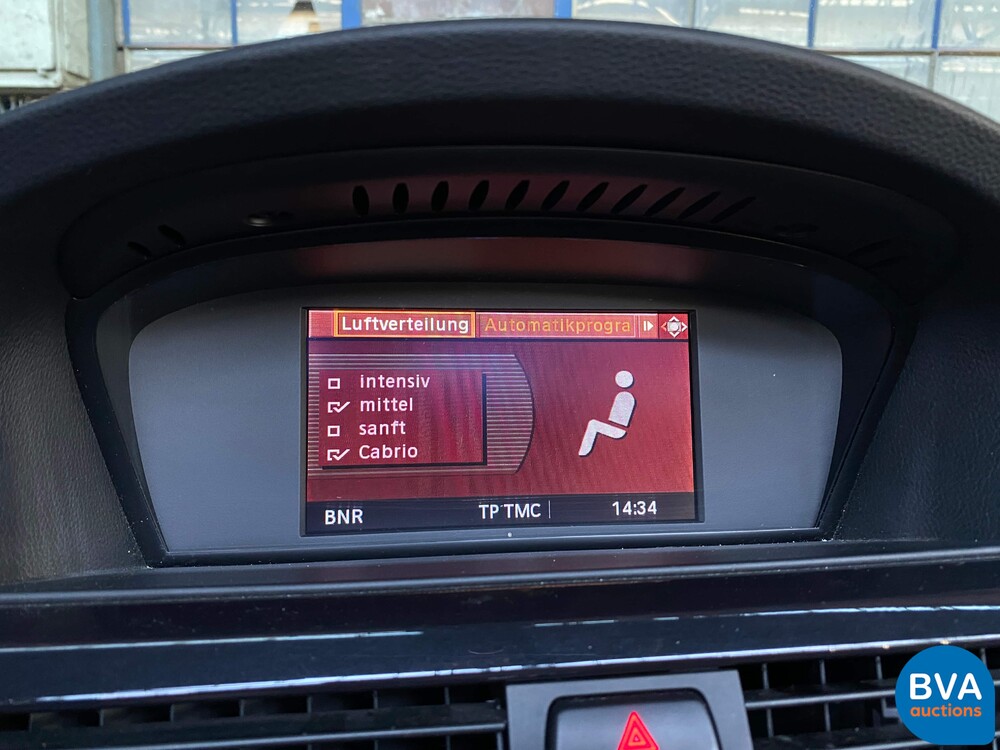 Luftverteilung Automatikprogra
intensiv
mittel
sanft
Cabrio
BNR TP TMC 14:34
BVA
auctions